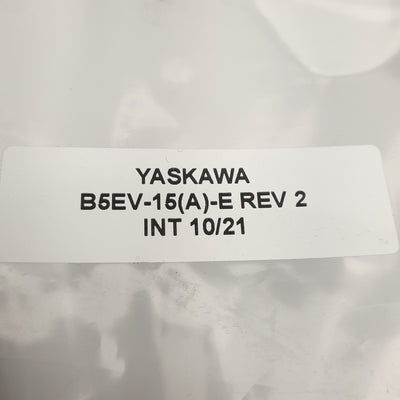 YASKAWA
B5EV-15(A)-E REV 2
INT 10/21